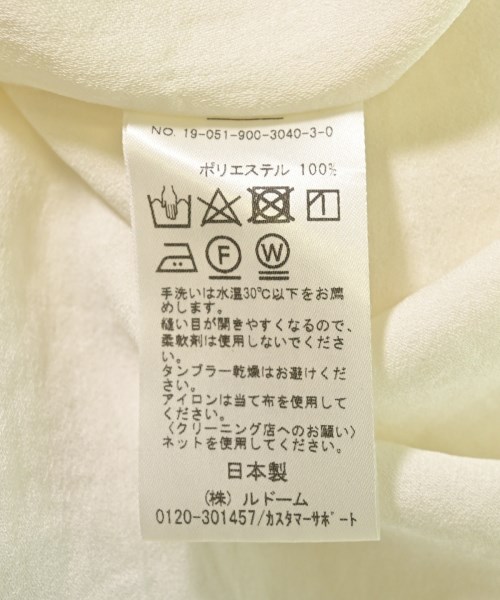 NO. 19-051-900-3040-3-0
ポリエステル 100%
F W
手洗いは水温30℃以下をお薦
めします。
縫い目が開きやすくなるので、
柔軟剤は使用しないでくださ
い。
タンブラー乾燥はお避けくだ
さい。
アイロンは当て布を使用して
ください。
〈クリーニング店へのお願い〉
ネットを使用してください。
日本製
(株) ルドーム
0120-301457/カスタマーサポート